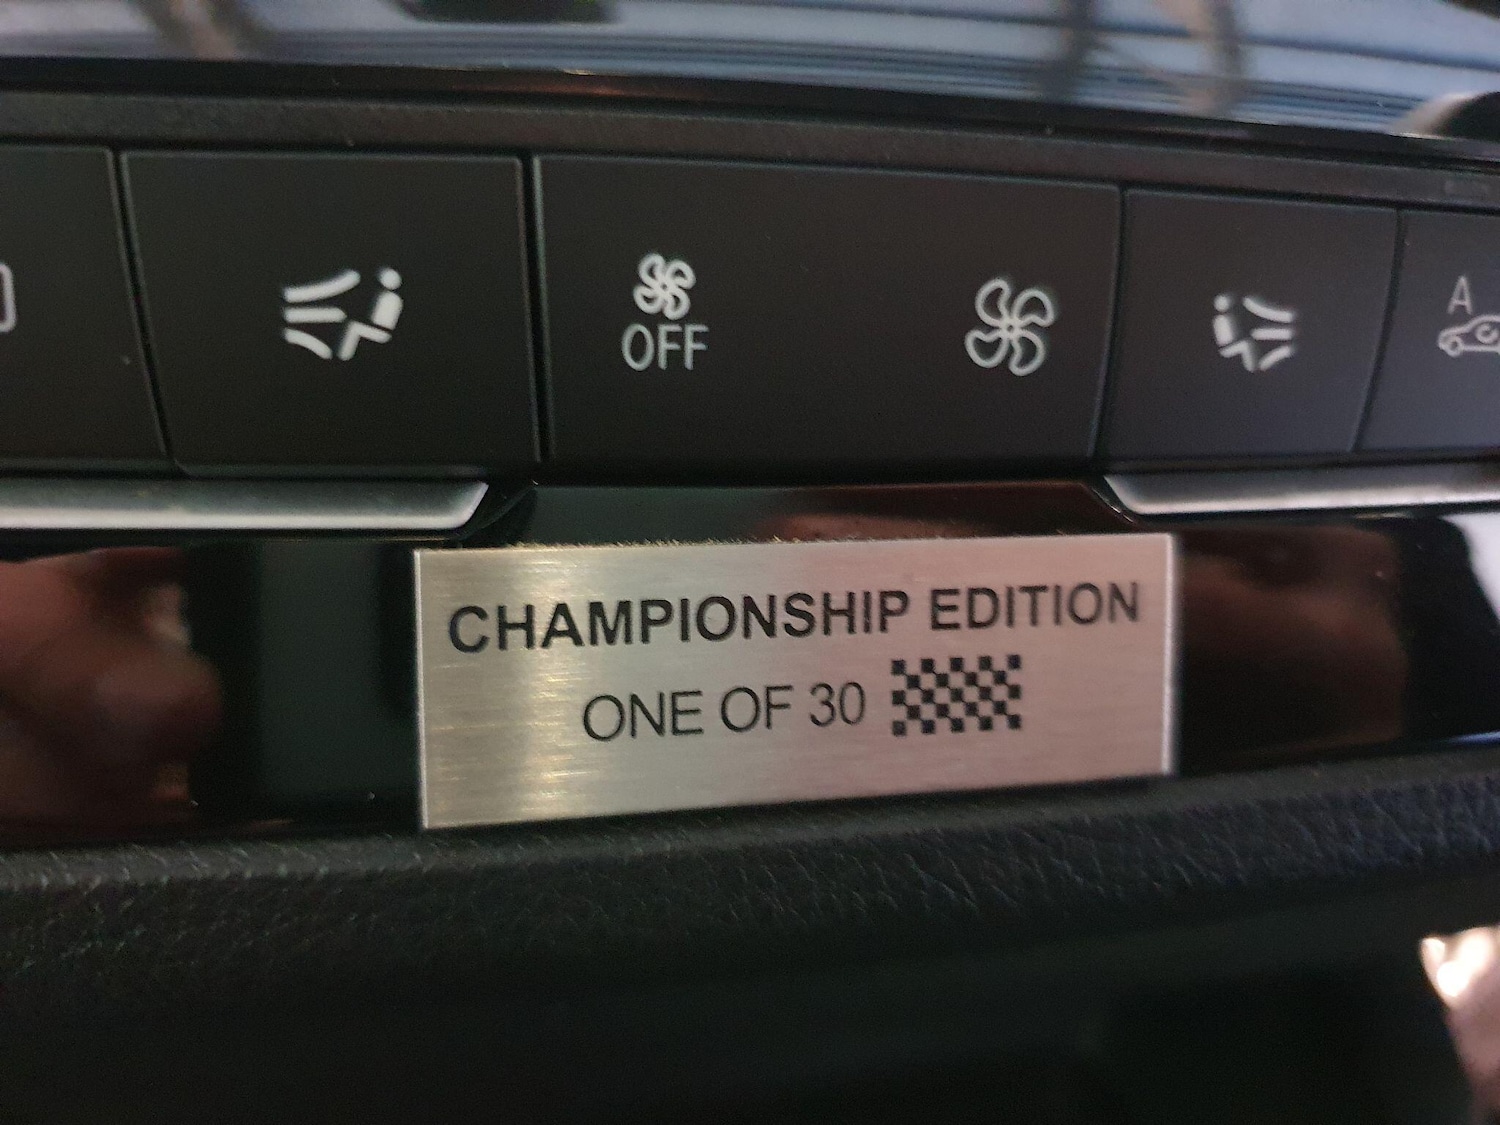 OFF
A
CHAMPIONSHIP EDITION
ONE OF 30